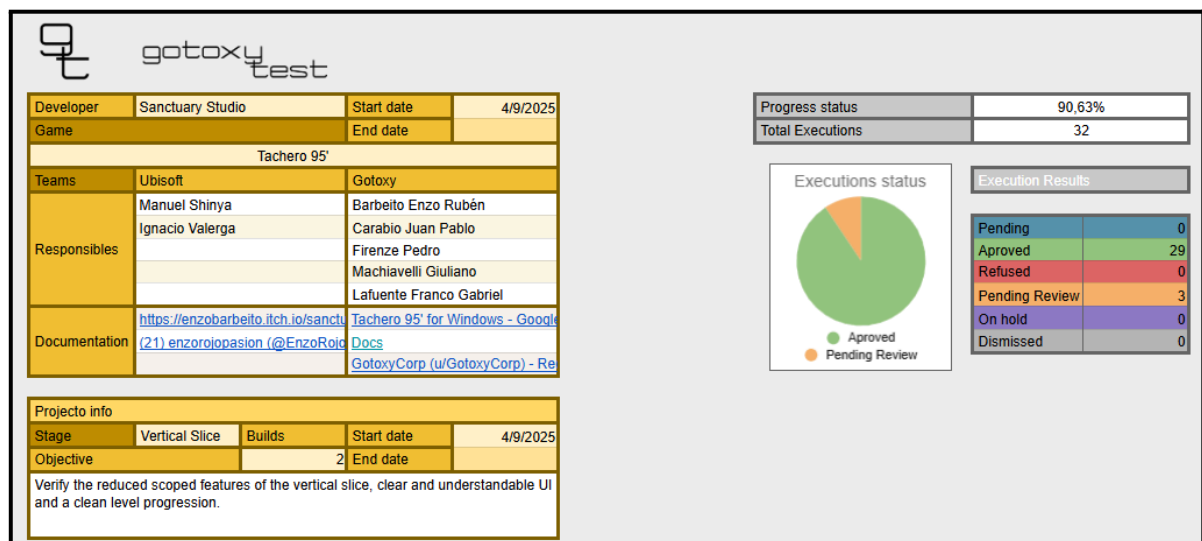 gt
gotoxy
test
Developer Sanctuary Studio Start date 4/9/2025
Game End date
Tachero 95'
Teams Ubisoft Gotoxy
Responsibles
Manuel Shinya Barbeito Enzo Rubén
Ignacio Valerga Carabio Juan Pablo
Firenze Pedro
Machiavelli Giuliano
Lafuente Franco Gabriel
Documentation
https://enzobarbeito.itch.io/sanctu Tachero 95' for Windows - Google
(21) enzorojopasion (@EnzoRojo Docs
GotoxyCorp (u/GotoxyCorp) - Re
Projecto info
Stage Vertical Slice Builds Start date 4/9/2025
Objective 2 End date
Verify the reduced scoped features of the vertical slice, clear and understandable UI
and a clean level progression.
Progress status 90,63%
Total Executions 32
Executions status
Aproved
Pending Review
Execution Results
Pending 0
Aproved 29
Refused 0
Pending Review 3
On hold 0
Dismissed 0